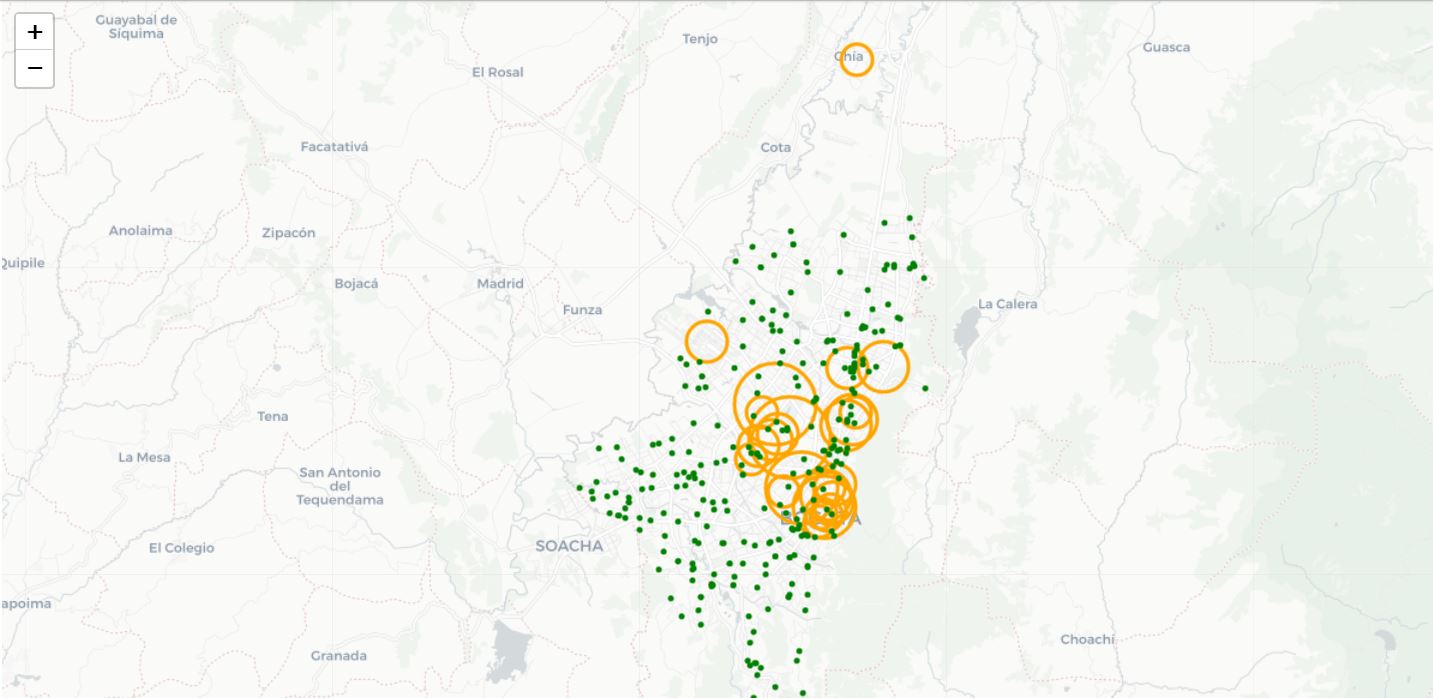 +
−
Guayabal de
Síquima
Tenjo
Chía
Guasca
El Rosal
Facatativá
Cota
Anolaima
Zipacón
Quipile
Bojacá
Madrid
Funza
La Calera
Tena
La Mesa
San Antonio
del
Tequendama
El Colegio
SOACHA
apoima
Granada
Choachí